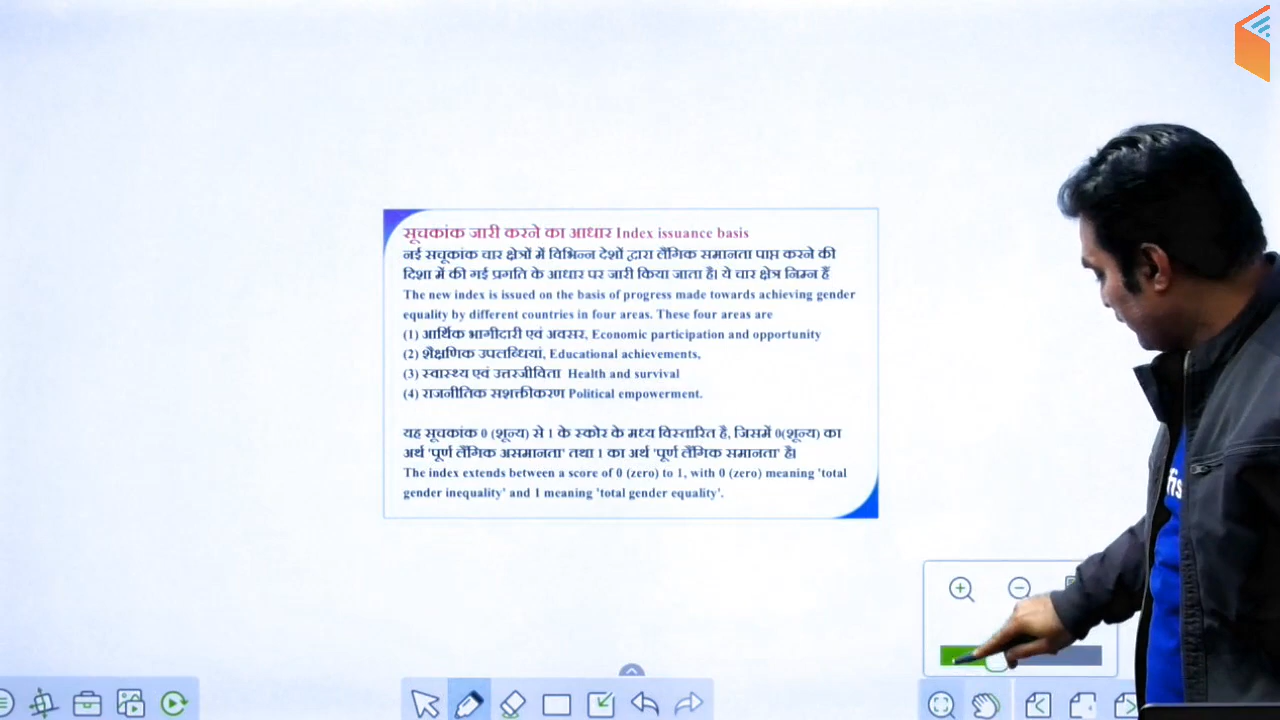 सूचकांक जारी करने का आधार Index issuance basis
नई सचूकांक चार क्षेत्रों में विभिन्न देशों द्वारा लैंगिक समानता पाप्त करने की
दिशा में की गई प्रगति के आधार पर जारी किया जाता है। ये चार क्षेत्र निम्न हैं
The new index is issued on the basis of progress made towards achieving gender
equality by different countries in four areas. These four areas are
(1) आर्थिक भागीदारी एवं अवसर, Economic participation and opportunity
(2) शैक्षणिक उपलब्धियां, Educational achievements,
(3) स्वास्थ्य एवं उत्तरजीविता Health and survival
(4) राजनीतिक सशक्तीकरण Political empowerment.
यह सूचकांक 0 (शून्य) से 1 के स्कोर के मध्य विस्तारित है, जिसमें 0(शून्य) का
अर्थ 'पूर्ण लैंगिक असमानता' तथा 1 का अर्थ 'पूर्ण लैंगिक समानता' है।
The index extends between a score of 0 (zero) to 1, with 0 (zero) meaning 'total
gender inequality' and 1 meaning 'total gender equality'.